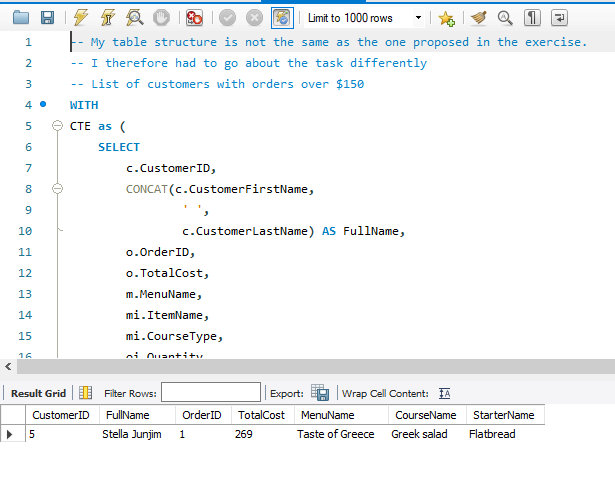 Limit to 1000 rows
1 -- My table structure is not the same as the one proposed in the exercise.
2 -- I therefore had to go about the task differently
3 -- List of customers with orders over $150
4 WITH
5 CTE as (
6 SELECT
7 c.CustomerID,
8 CONCAT(c.CustomerFirstName,
9 ' ',
10 c.CustomerLastName) AS FullName,
11 o.OrderID,
12 o.TotalCost,
13 m.MenuName,
14 mi.ItemName,
15 mi.CourseType,
16 oi.Quantity
Result Grid Filter Rows: Export: Wrap Cell Content: IA
CustomerID FullName OrderID TotalCost MenuName CourseName StarterName
5 Stella Junjim 1 269 Taste of Greece Greek salad Flatbread